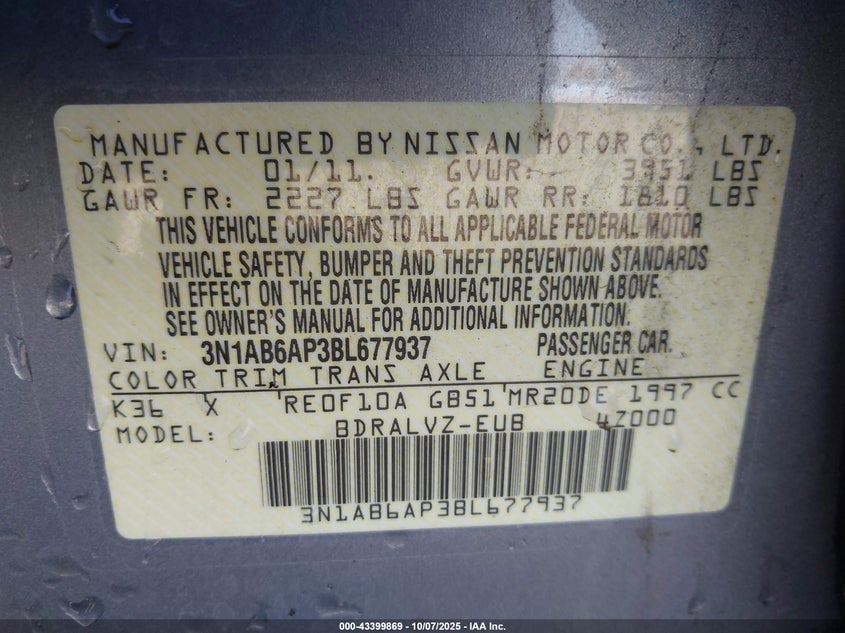 MANUFACTURED BY NISSAN MOTOR CO., LTD.
DATE: 01/11. GVWR: 3951 LBS
GAWR FR: 2227 LBS GAWR RR: 1810 LBS
THIS VEHICLE CONFORMS TO ALL APPLICABLE FEDERAL MOTOR
VEHICLE SAFETY, BUMPER AND THEFT PREVENTION STANDARDS
IN EFFECT ON THE DATE OF MANUFACTURE SHOWN ABOVE.
SEE OWNER'S MANUAL FOR ADDITIONAL INFORMATION.
VIN: 3N1AB6AP3BL677937 PASSENGER CAR.
COLOR TRIM TRANS AXLE ENGINE
K36 X 'RE0F10A GB51'MR20DE 1997 CC
MODEL: BDRALVZ-EUB 4Z000
3N1AB6AP3BL677937
000-43399869 - 10/07/2025 - IAA Inc.